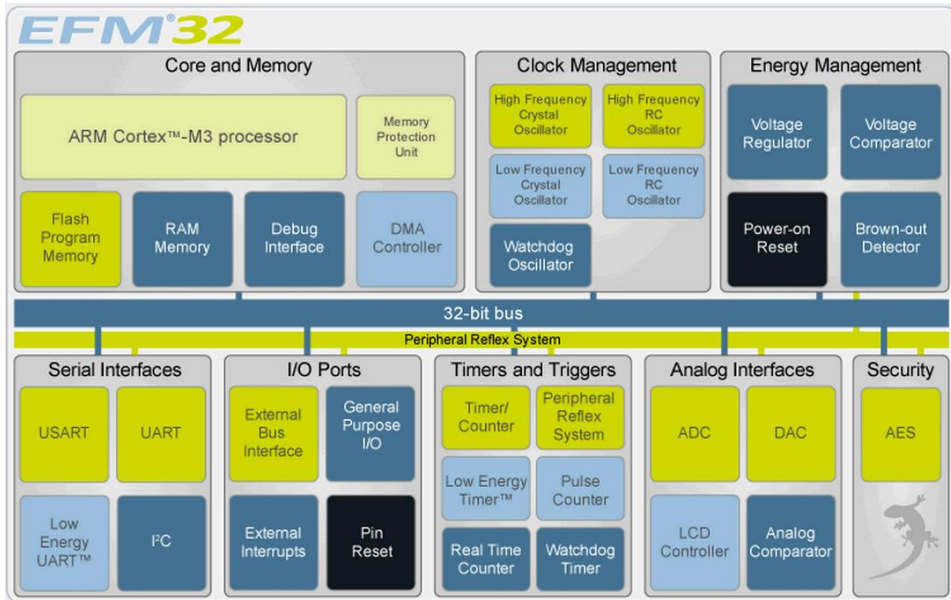 EFM®32
Core and Memory
ARM Cortex™-M3 processor
Memory
Protection
Unit
Flash
Program
Memory
RAM
Memory
Debug
Interface
DMA
Controller
Clock Management
High Frequency
Crystal
Oscillator
High Frequency
RC
Oscillator
Low Frequency
Crystal
Oscillator
Low Frequency
RC
Oscillator
Watchdog
Oscillator
Energy Management
Voltage
Regulator
Voltage
Comparator
Power-on
Reset
Brown-out
Detector
32-bit bus
Peripheral Reflex System
Serial Interfaces
USART
UART
Low
Energy
UART™
I²C
I/O Ports
External
Bus
Interface
General
Purpose
I/O
External
Interrupts
Pin
Reset
Timers and Triggers
Timer/
Counter
Peripheral
Reflex
System
Low Energy
Timer™
Pulse
Counter
Real Time
Counter
Watchdog
Timer
Analog Interfaces
ADC
DAC
LCD
Controller
Analog
Comparator
Security
AES